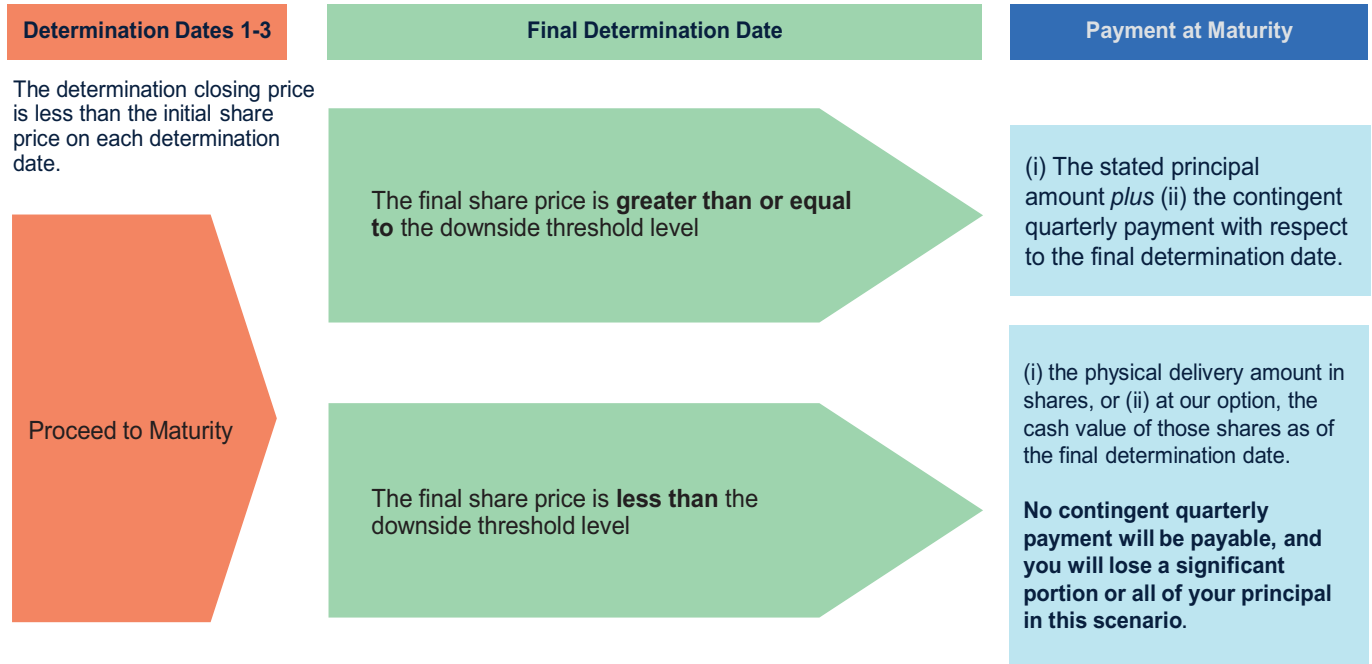 Determination Dates 1-3
Final Determination Date
Payment at Maturity
The determination closing price
is less than the initial share
price on each determination
date.
Proceed to Maturity
The final share price is greater than or equal
to the downside threshold level
(i) The stated principal
amount plus (ii) the contingent
quarterly payment with respect
to the final determination date.
The final share price is less than the
downside threshold level
(i) the physical delivery amount in
shares, or (ii) at our option, the
cash value of those shares as of
the final determination date.
No contingent quarterly
payment will be payable, and
you will lose a significant
portion or all of your principal
in this scenario.